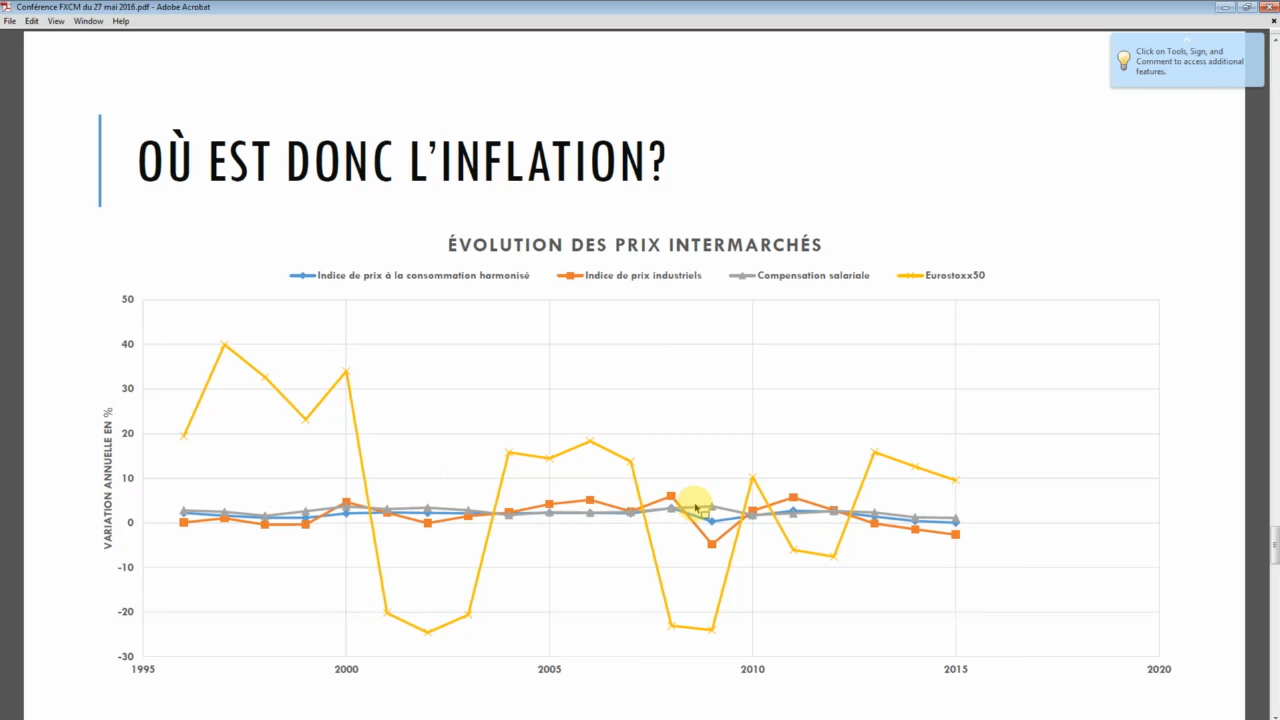 Conférence FXCM du 27 mai 2016.pdf - Adobe Acrobat
File Edit View Window Help
Click on Tools, Sign, and
Comment to access additional
features.
OÙ EST DONC L'INFLATION?
ÉVOLUTION DES PRIX INTERMARCHÉS
Indice de prix à la consommation harmonisé Indice de prix industriels Compensation salariale Eurostoxx50
VARIATION ANNUELLE EN %
50
40
30
20
10
0
-10
-20
-30
1995 2000 2005 2010 2015 2020